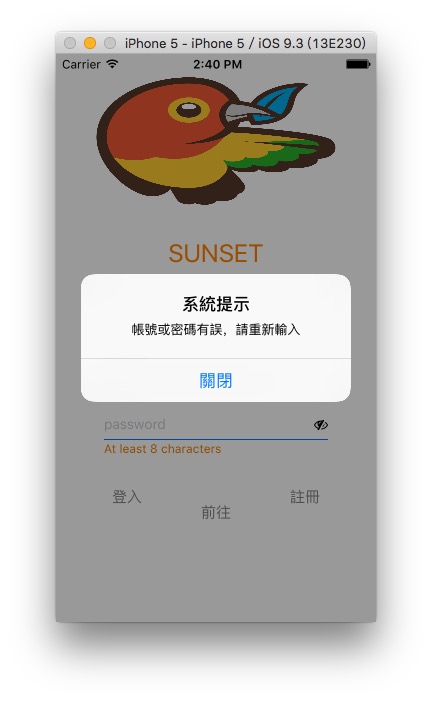 iPhone 5 - iPhone 5 / iOS 9.3 (13E230)
Carrier 2:40 PM
SUNSET
系統提示
帳號或密碼有誤，請重新輸入
關閉
password
At least 8 characters
登入 註冊
前往